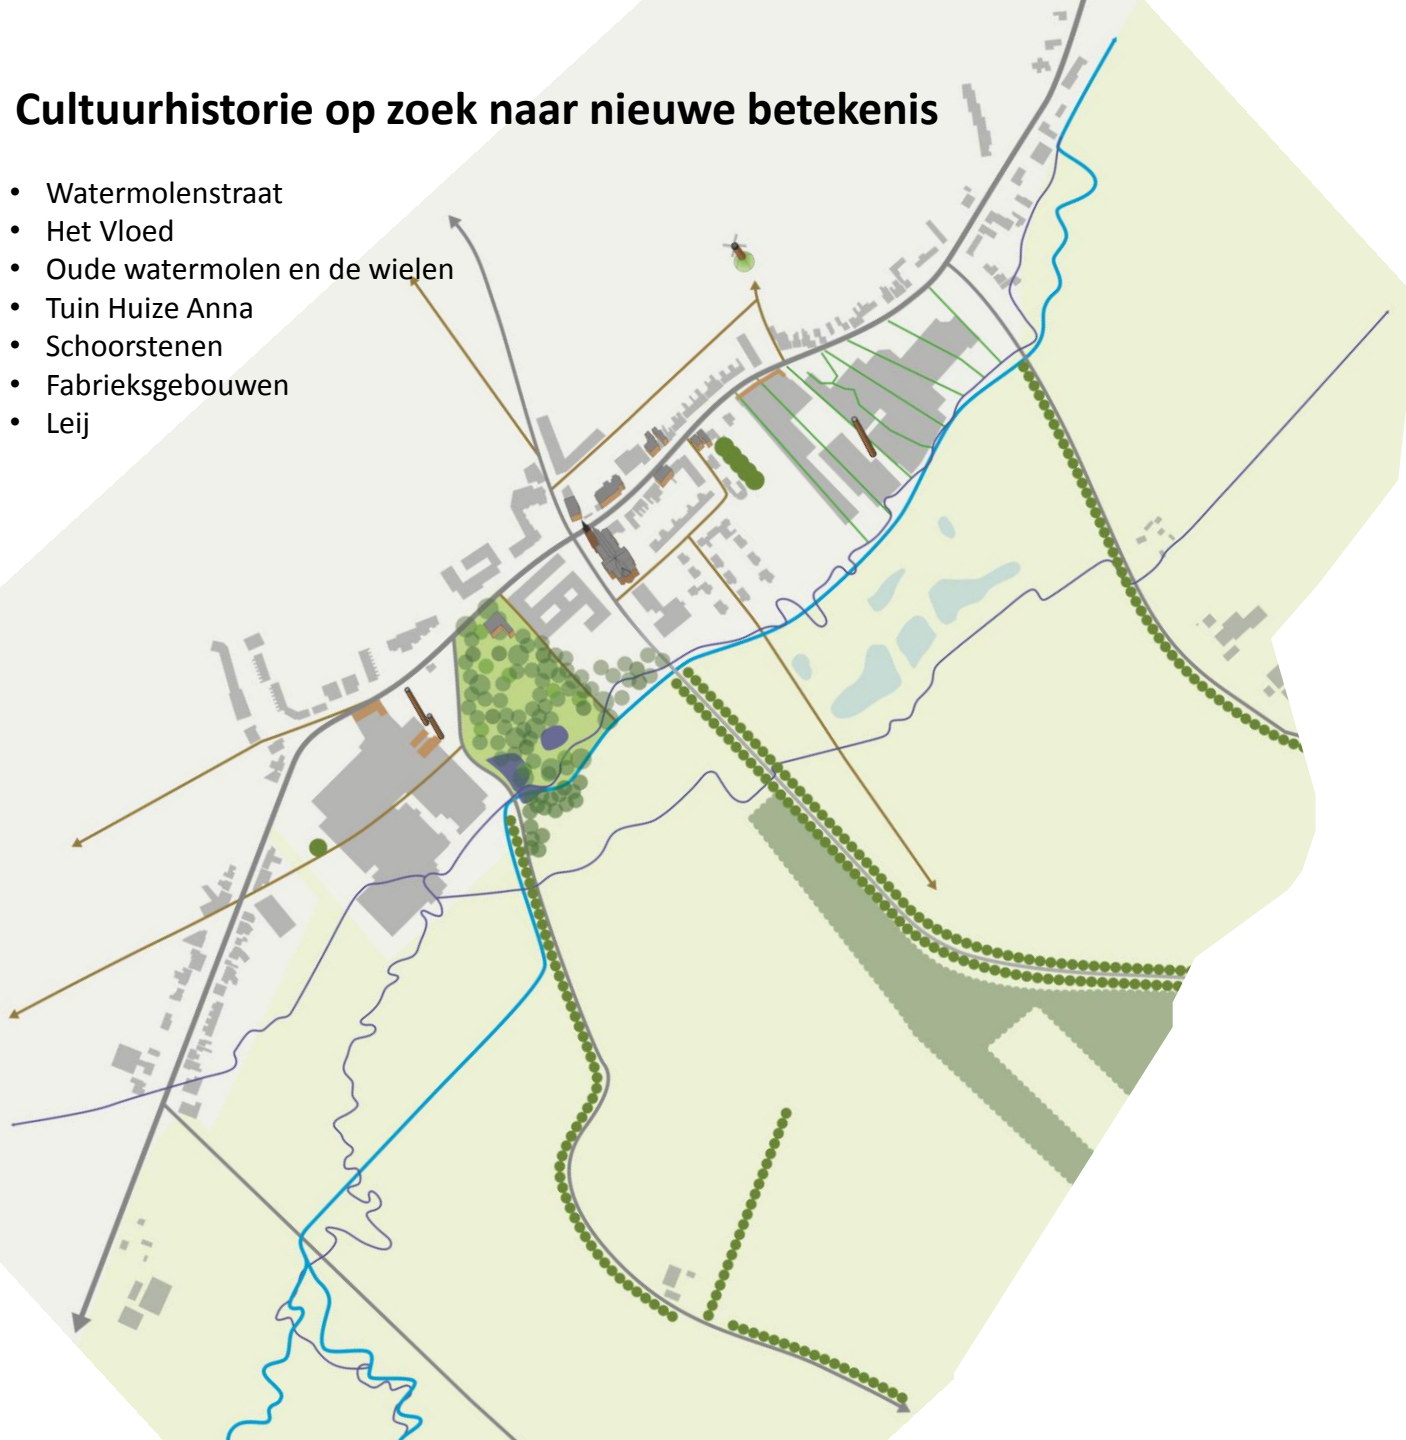 Cultuurhistorie op zoek naar nieuwe betekenis
• Watermolenstraat
• Het Vloed
• Oude watermolen en de wielen
• Tuin Huize Anna
• Schoorstenen
• Fabrieksgebouwen
• Leij